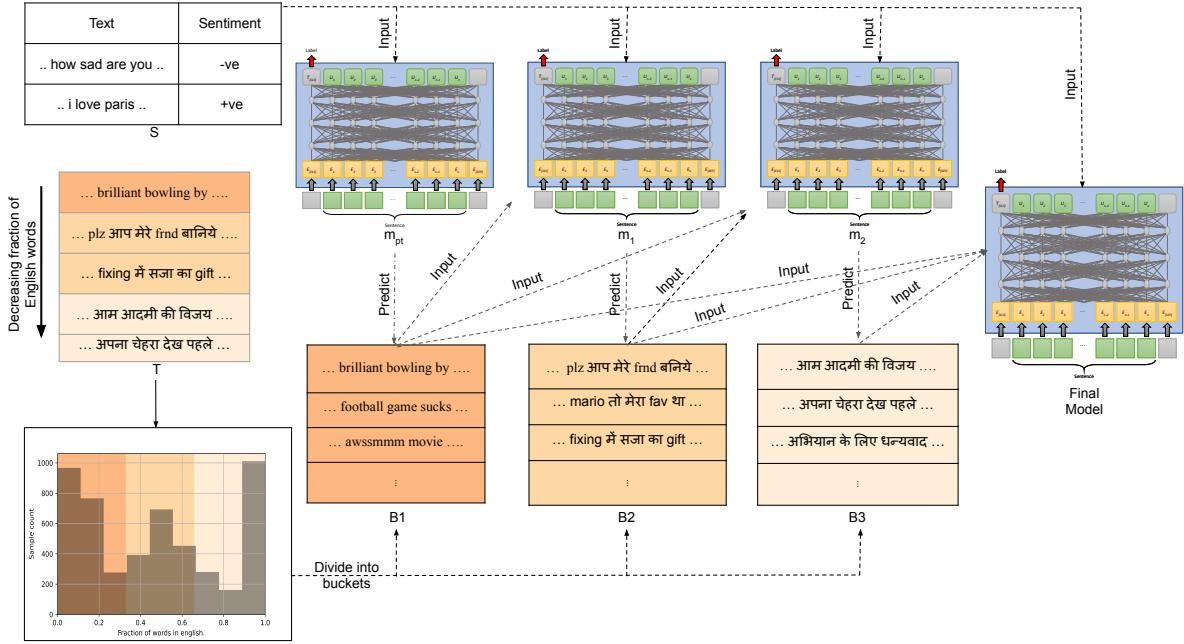 Text Sentiment
.. how sad are you .. -ve
.. i love paris .. +ve
S
Input
Input
Input
Input
Label
Label
Label
Label
Sentence
m_pt
Sentence
m_1
Sentence
m_2
Sentence
Final
Model
Decreasing fraction of
English words
... brilliant bowling by ....
... plz आप मेरे frnd बानिये ....
... fixing में सजा का gift ...
... आम आदमी की विजय ....
... अपना चेहरा देख पहले ...
T
Predict
Input
Input
Input
Predict
Input
Input
Predict
Input
... brilliant bowling by ....
... football game sucks ...
... awssmmm movie ....
⋮
B1
... plz आप मेरे frnd बनिये ...
... mario तो मेरा fav था ...
... fixing में सजा का gift ...
⋮
B2
... आम आदमी की विजय ....
... अपना चेहरा देख पहले ...
... अभियान के लिए धन्यवाद ...
⋮
B3
Divide into
buckets
Sample count
1000
800
600
400
200
0
0.0 0.2 0.4 0.6 0.8 1.0
Fraction of words in english.